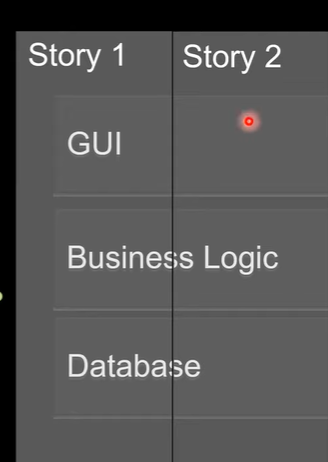 Story 1 Story 2
GUI
Business Logic
Database